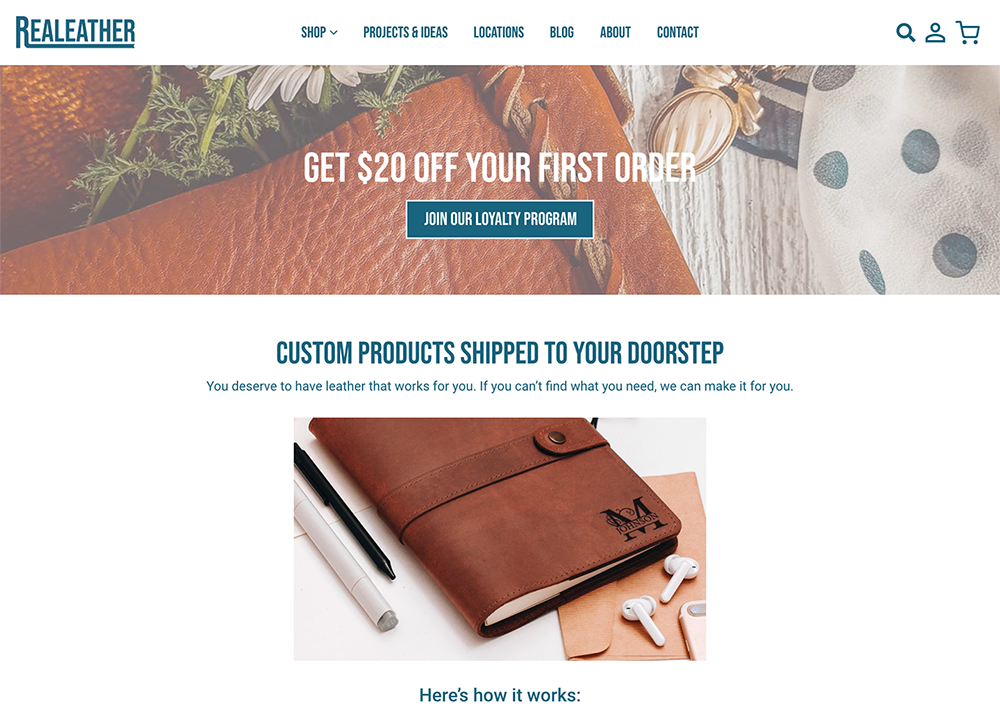 REALEATHER
SHOP
PROJECTS & IDEAS
LOCATIONS
BLOG
ABOUT
CONTACT
GET $20 OFF YOUR FIRST ORDER
JOIN OUR LOYALTY PROGRAM
CUSTOM PRODUCTS SHIPPED TO YOUR DOORSTEP
You deserve to have leather that works for you. If you can’t find what you need, we can make it for you.
M
JOHNSON
Here’s how it works: